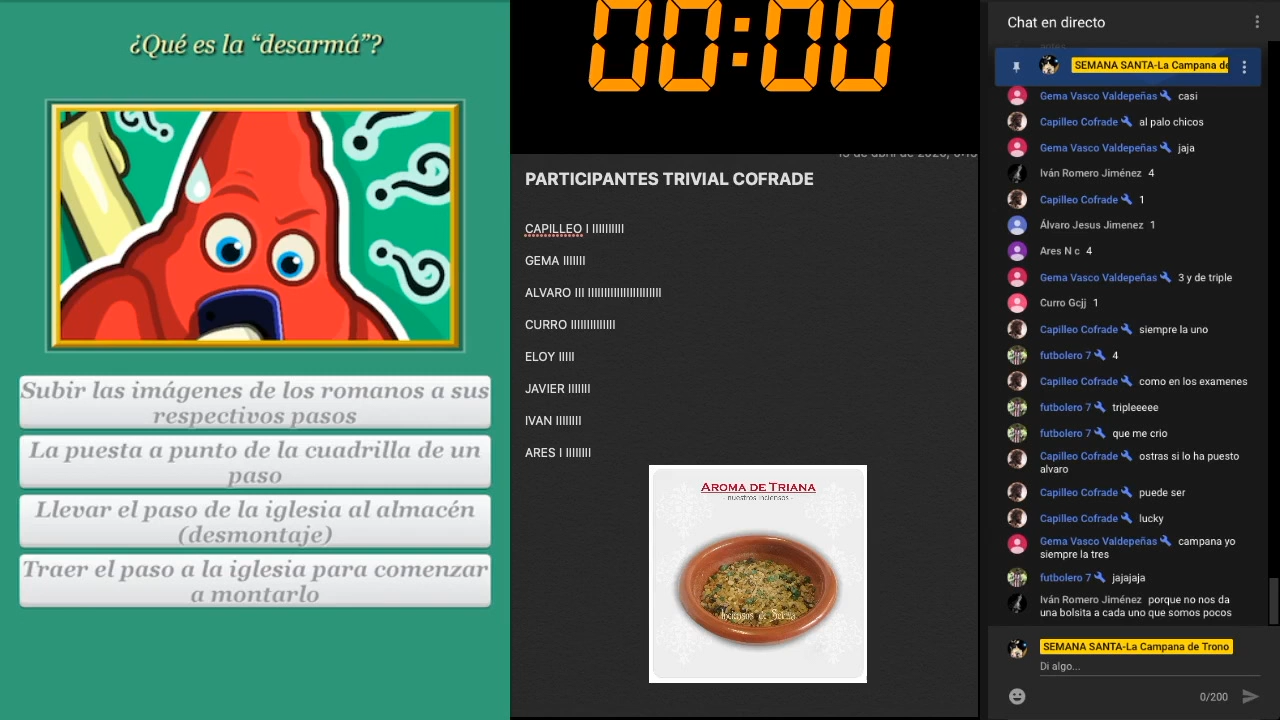 ¿Qué es la “desarmá”?
Subir las imágenes de los romanos a sus
respectivos pasos
La puesta a punto de la cuadrilla de un
paso
Llevar el paso de la iglesia al almacén
(desmontaje)
Traer el paso a la iglesia para comenzar
a montarlo
00:00
PARTICIPANTES TRIVIAL COFRADE
CAPILLEO I IIIIIIIIII
GEMA IIIIIII
ALVARO III IIIIIIIIIIIIIIIIIIIIIII
CURRO IIIIIIIIIIIIII
ELOY IIIII
JAVIER IIIIIII
IVAN IIIIIIII
ARES I IIIIIIII
AROMA DE TRIANA
nuestros inciensos
Inciensos de Sevilla
Chat en directo
SEMANA SANTA-La Campana de
Gema Vasco Valdepeñas casi
Capilleo Cofrade al palo chicos
Gema Vasco Valdepeñas jaja
Iván Romero Jiménez 4
Capilleo Cofrade 1
Álvaro Jesus Jimenez 1
Ares N c 4
Gema Vasco Valdepeñas 3 y de triple
Curro Gcjj 1
Capilleo Cofrade siempre la uno
futbolero 7 4
Capilleo Cofrade como en los examenes
futbolero 7 tripleeeee
futbolero 7 que me crio
Capilleo Cofrade ostras si lo ha puesto
alvaro
Capilleo Cofrade puede ser
Capilleo Cofrade lucky
Gema Vasco Valdepeñas campana yo
siempre la tres
futbolero 7 jajajaja
Iván Romero Jiménez porque no nos da
una bolsita a cada uno que somos pocos
SEMANA SANTA-La Campana de Trono
Di algo...
0/200